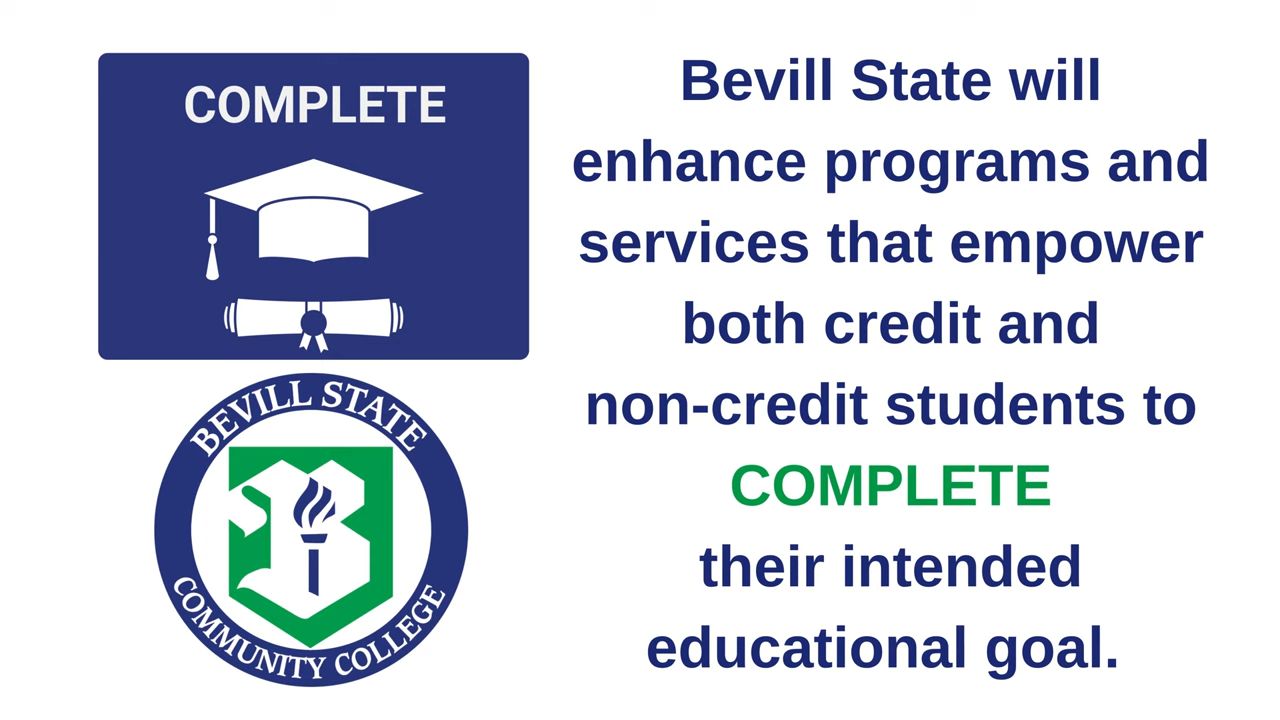 COMPLETE
BEVILL STATE
COMMUNITY COLLEGE
B
Bevill State will
enhance programs and
services that empower
both credit and
non-credit students to
COMPLETE
their intended
educational goal.